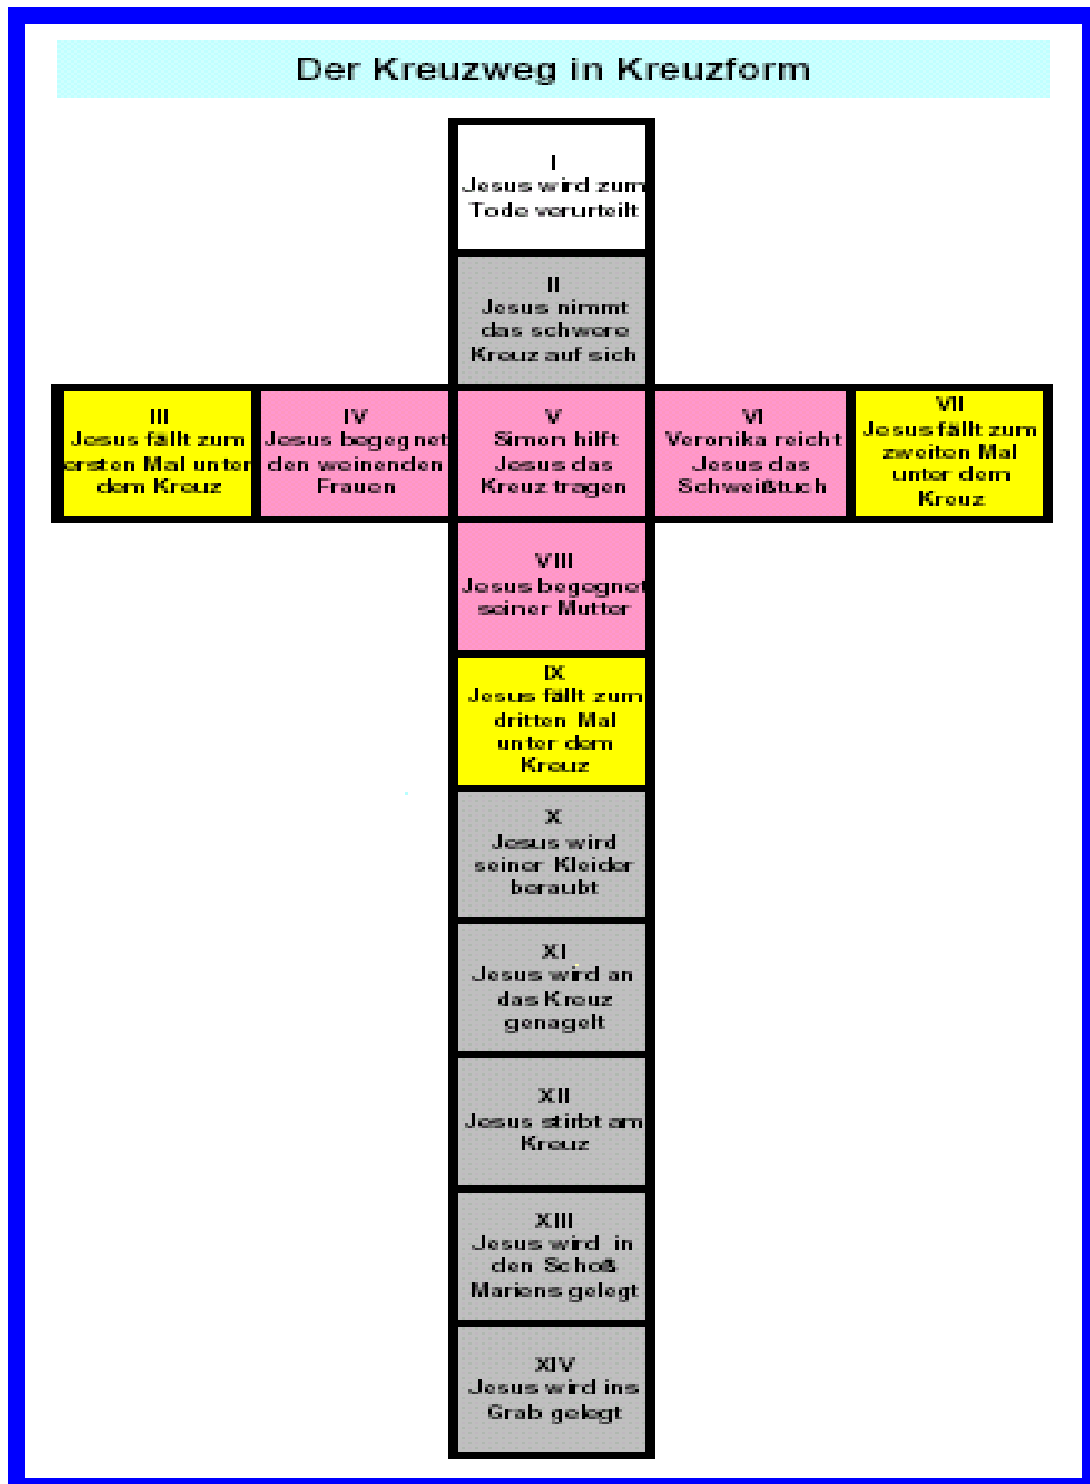 Der Kreuzweg in Kreuzform
I
Jesus wird zum
Tode verurteilt
II
Jesus nimmt
das schwere
Kreuz auf sich
III
Jesus fällt zum
ersten Mal unter
dem Kreuz
IV
Jesus begegnet
den weinenden
Frauen
V
Simon hilft
Jesus das
Kreuz tragen
VI
Veronika reicht
Jesus das
Schweißtuch
VII
Jesus fällt zum
zweiten Mal
unter dem
Kreuz
VIII
Jesus begegnet
seiner Mutter
IX
Jesus fällt zum
dritten Mal
unter dem
Kreuz
X
Jesus wird
seiner Kleider
beraubt
XI
Jesus wird an
das Kreuz
genagelt
XII
Jesus stirbt am
Kreuz
XIII
Jesus wird in
den Schoß
Mariens gelegt
XIV
Jesus wird ins
Grab gelegt